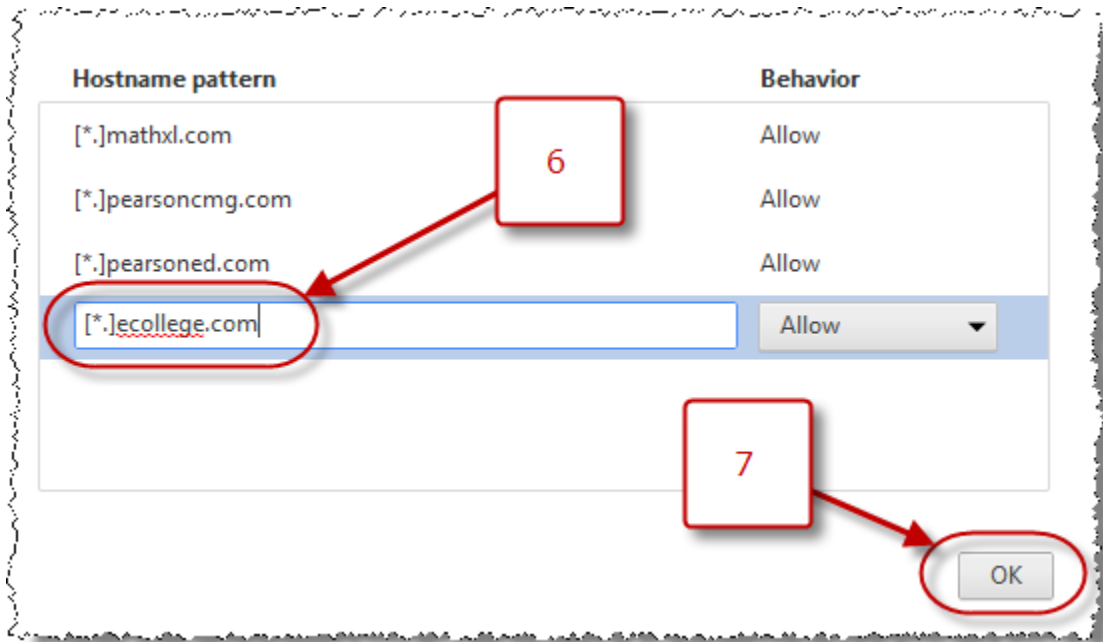 Hostname pattern Behavior
[*.]mathxl.com Allow
6
[*.]pearsoncmg.com Allow
[*.]pearsoned.com Allow
[*.]ecollege.com Allow
7
OK